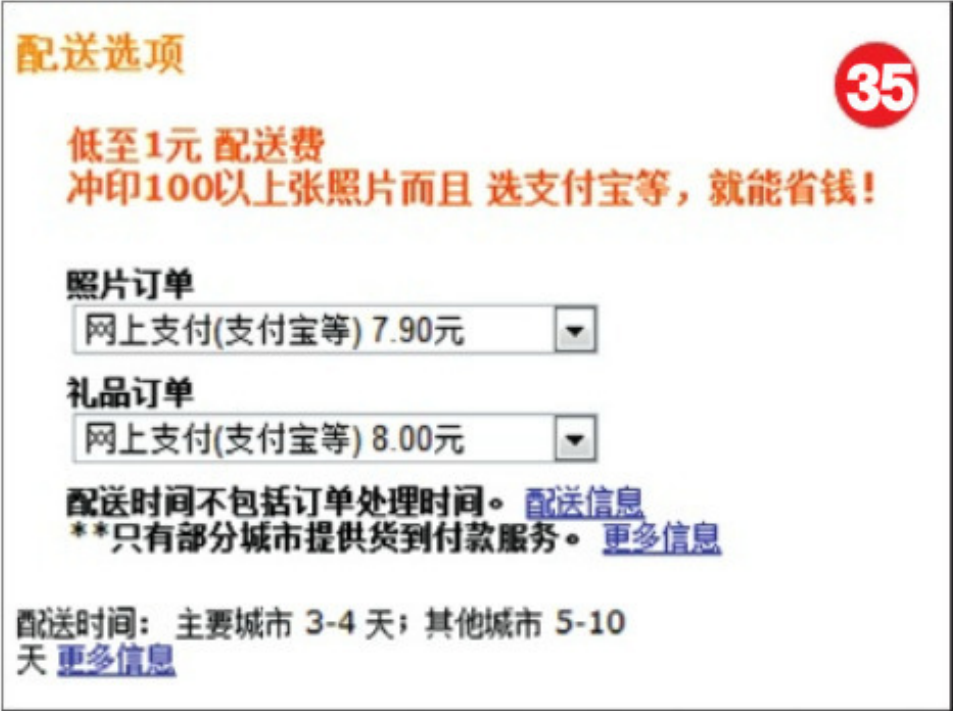 配送选项
35
低至1元 配送费
冲印100以上张照片而且 选支付宝等，就能省钱！
照片订单
网上支付(支付宝等) 7.90元
礼品订单
网上支付(支付宝等) 8.00元
配送时间不包括订单处理时间。 配送信息
**只有部分城市提供货到付款服务。 更多信息
配送时间： 主要城市 3-4 天；其他城市 5-10
天 更多信息